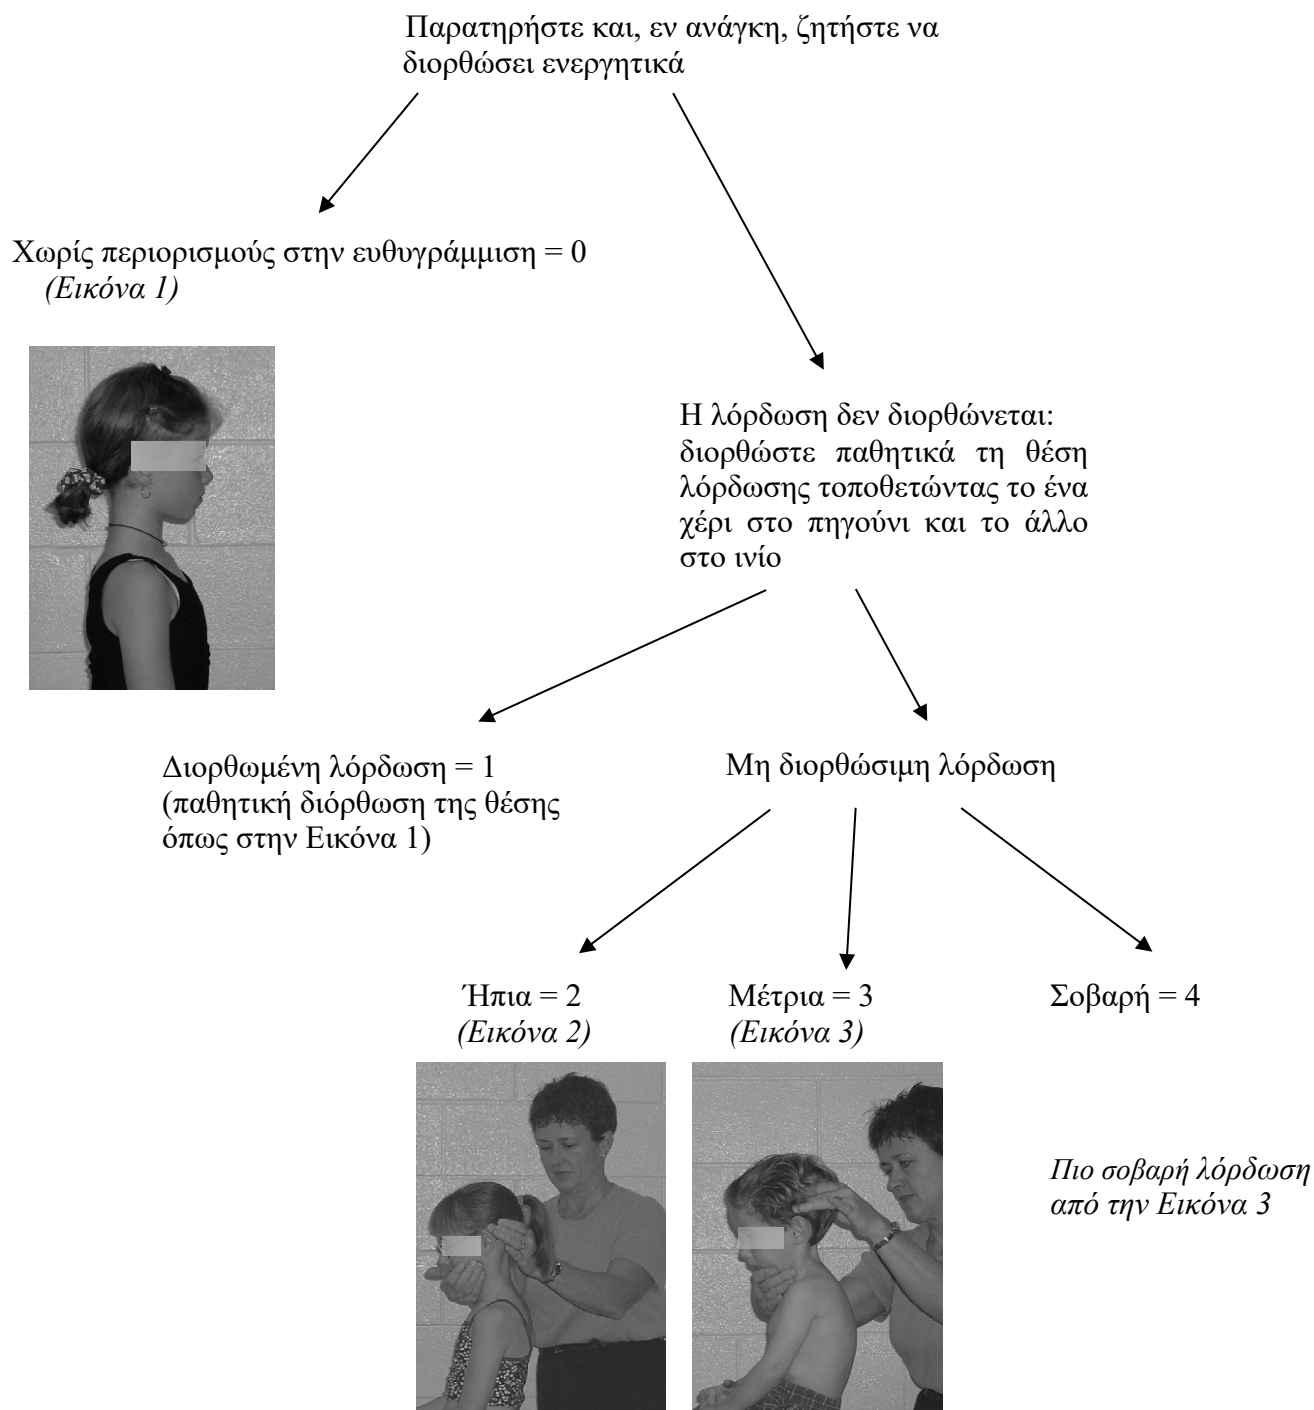 Παρατηρήστε και, εν ανάγκη, ζητήστε να
διορθώσει ενεργητικά
Χωρίς περιορισμούς στην ευθυγράμμιση = 0
(Εικόνα 1)
Η λόρδωση δεν διορθώνεται:
διορθώστε παθητικά τη θέση
λόρδωσης τοποθετώντας το ένα
χέρι στο πηγούνι και το άλλο
στο ινίο
Διορθωμένη λόρδωση = 1
(παθητική διόρθωση της θέσης
όπως στην Εικόνα 1)
Μη διορθώσιμη λόρδωση
Ήπια = 2
(Εικόνα 2)
Μέτρια = 3
(Εικόνα 3)
Σοβαρή = 4
Πιο σοβαρή λόρδωση
από την Εικόνα 3